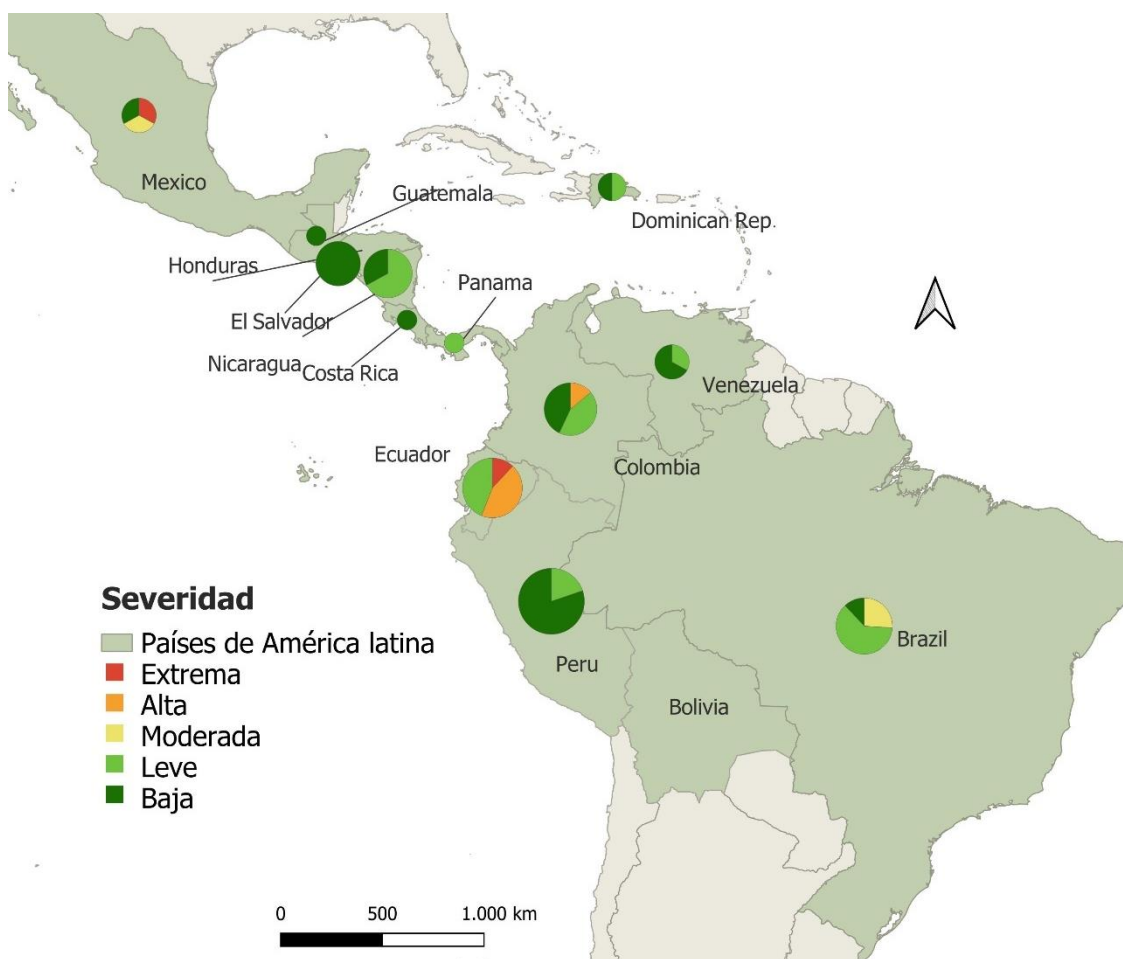 Mexico
Guatemala
Dominican Rep.
Honduras
Panama
El Salvador
Nicaragua
Costa Rica
Venezuela
Ecuador
Colombia
Severidad
Países de América latina
Extrema
Alta
Moderada
Leve
Baja
Peru
Brazil
Bolivia
0 500 1.000 km